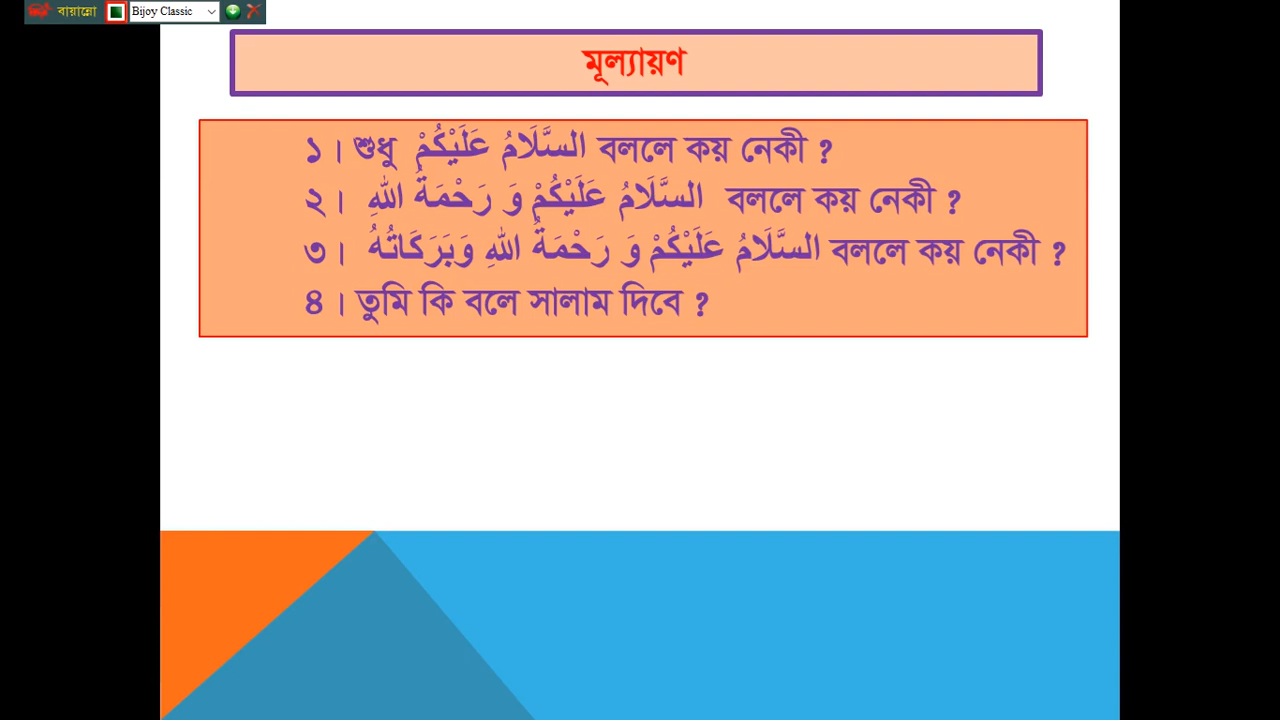 বায়ান্নো Bijoy Classic
মূল্যায়ণ
১। শুধু السَّلَامُ عَلَيْكُمْ বললে কয় নেকী ?
২। السَّلَامُ عَلَيْكُمْ وَ رَحْمَةُ اللهِ বললে কয় নেকী ?
৩। السَّلَامُ عَلَيْكُمْ وَ رَحْمَةُ اللهِ وَبَرَكَاتُهُ বললে কয় নেকী ?
৪। তুমি কি বলে সালাম দিবে ?